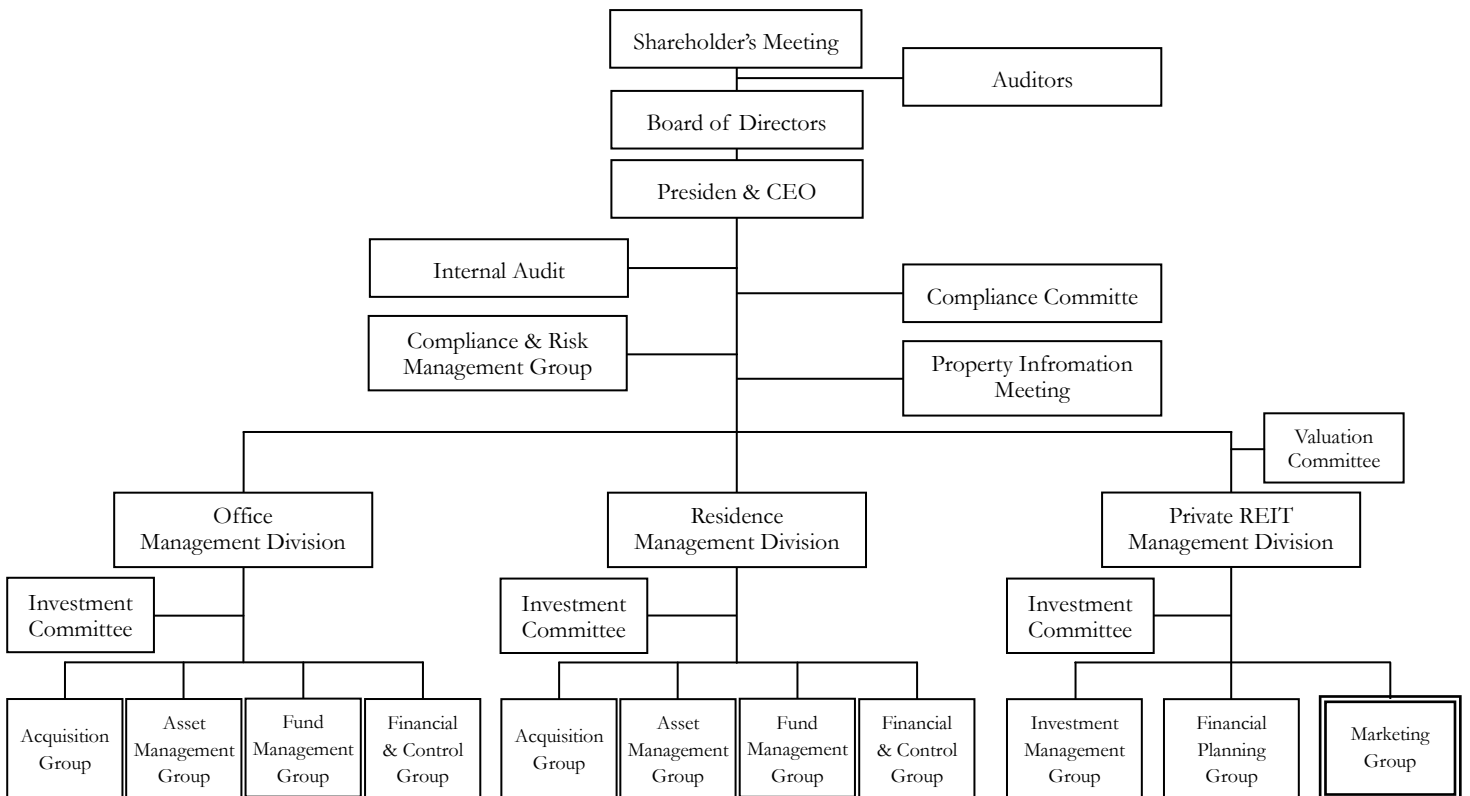 Shareholder’s Meeting
Auditors
Board of Directors
Presiden & CEO
Internal Audit
Compliance Committe
Compliance & Risk
Management Group
Property Infromation
Meeting
Valuation
Committee
Office
Management Division
Residence
Management Division
Private REIT
Management Division
Investment
Committee
Investment
Committee
Investment
Committee
Acquisition
Group
Asset
Management
Group
Fund
Management
Group
Financial
& Control
Group
Acquisition
Group
Asset
Management
Group
Fund
Management
Group
Financial
& Control
Group
Investment
Management
Group
Financial
Planning
Group
Marketing
Group